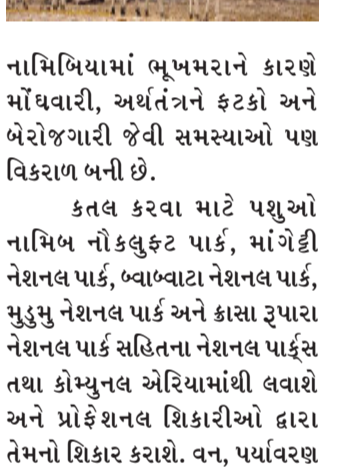 નામિબિયામાં ભૂખમરાને કારણે
મોંઘવારી, અર્થતંત્રને ફટકો અને
બેરોજગારી જેવી સમસ્યાઓ પણ
વિકરાળ બની છે.
કતલ કરવા માટે પશુઓ
નામિબ નૌકલુફ્ટ પાર્ક, માંગેટ્ટી
નેશનલ પાર્ક, બ્વાબ્વાટા નેશનલ પાર્ક,
મુડુમુ નેશનલ પાર્ક અને ક્રાસા રૂપારા
નેશનલ પાર્ક સહિતના નેશનલ પાર્ક્સ
તથા કોમ્યુનલ એરિયામાંથી લવાશે
અને પ્રોફેશનલ શિકારીઓ દ્વારા
તેમનો શિકાર કરાશે. વન, પર્યાવરણ